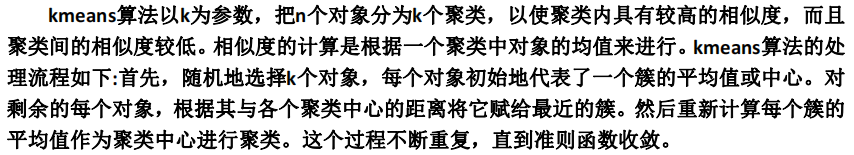 kmeans算法以k为参数，把n个对象分为k个聚类，以使聚类内具有较高的相似度，而且
聚类间的相似度较低。相似度的计算是根据一个聚类中对象的均值来进行。kmeans算法的处
理流程如下:首先，随机地选择k个对象，每个对象初始地代表了一个簇的平均值或中心。对
剩余的每个对象，根据其与各个聚类中心的距离将它赋给最近的簇。然后重新计算每个簇的
平均值作为聚类中心进行聚类。这个过程不断重复，直到准则函数收敛。